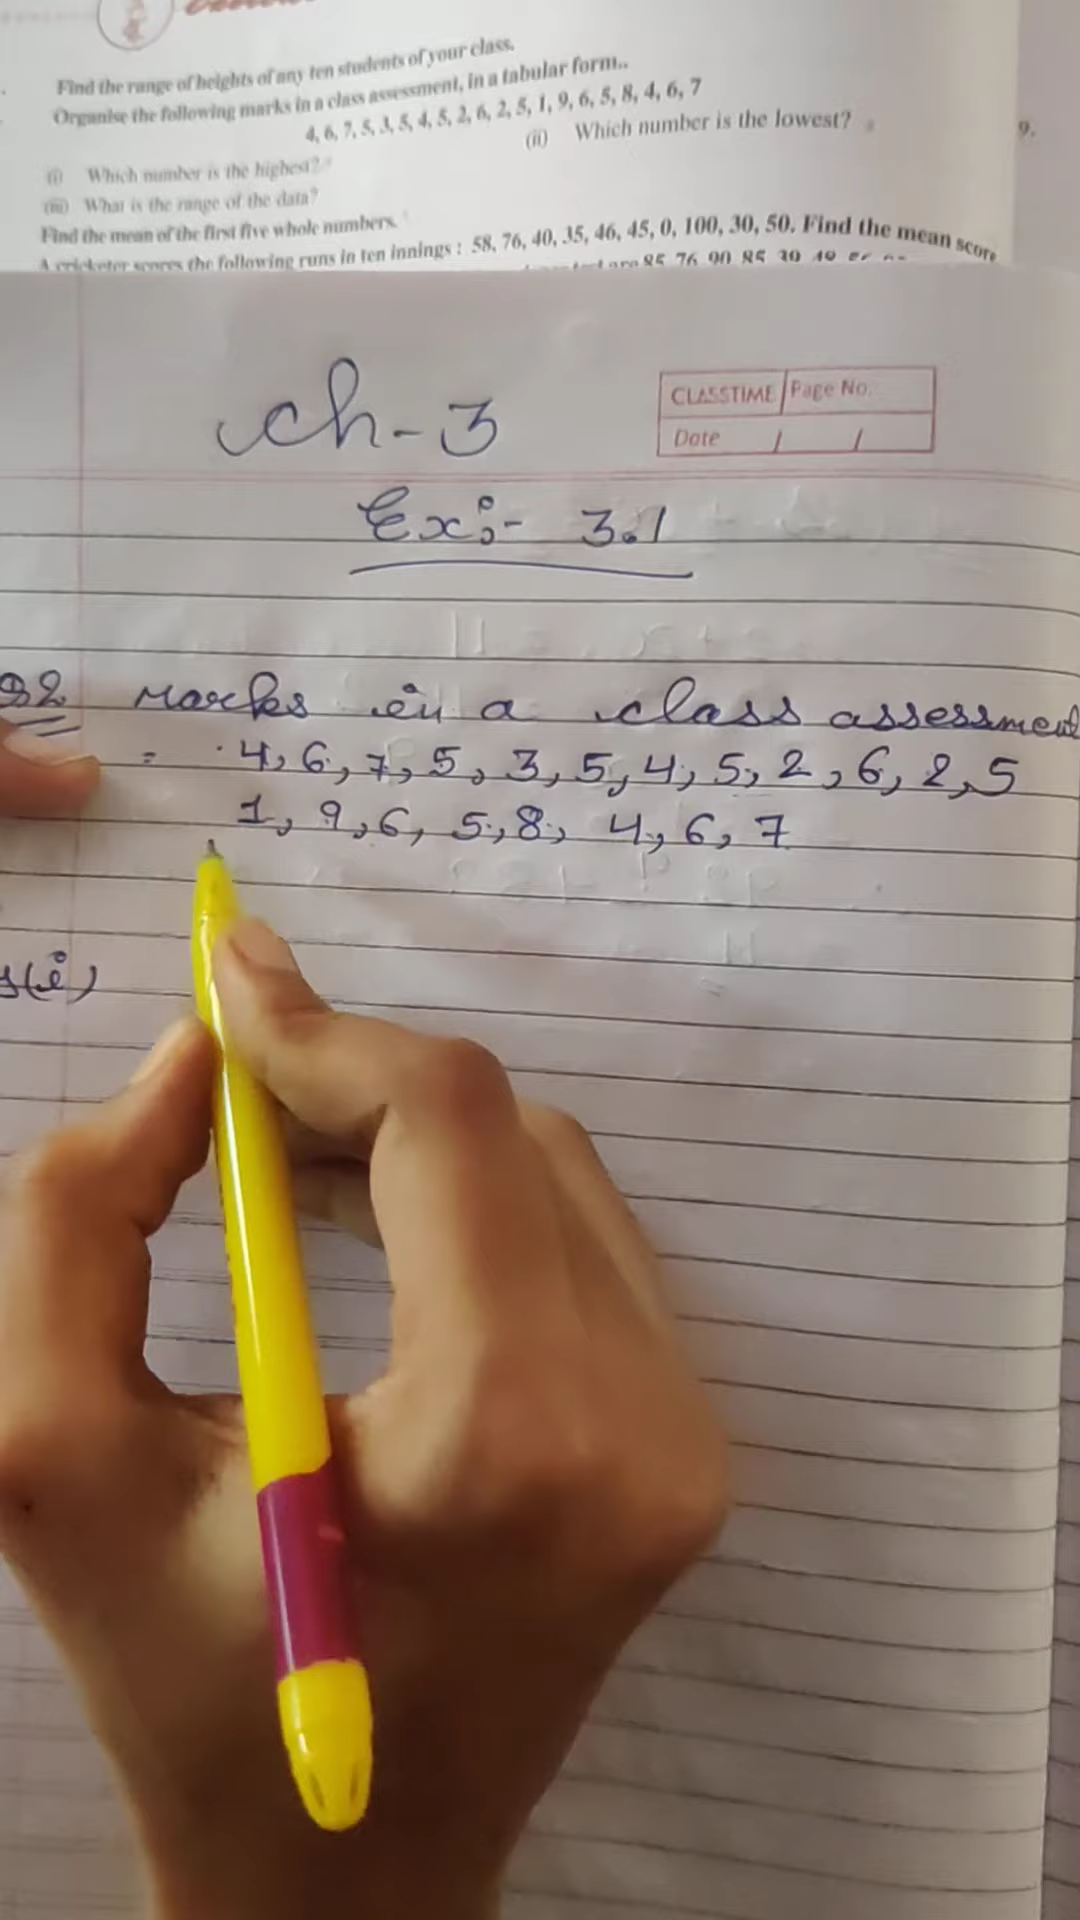 Find the range of heights of any ten students of your class.
Organise the following marks in a class assessment, in a tabular form..
4, 6, 7, 5, 3, 5, 4, 5, 2, 6, 2, 5, 1, 9, 6, 5, 8, 4, 6, 7
(i) Which number is the highest? (ii) Which number is the lowest?
9.
(iii) What is the range of the data?
Find the mean of the first five whole numbers.
A cricketer scores the following runs in ten innings : 58, 76, 40, 35, 46, 45, 0, 100, 30, 50. Find the mean score
85, 76, 90, 85, 39, 48
ch-3
CLASSTIME Page No.
Date / /
Ex:- 3.1
Marks in a class assessment
= 4, 6, 7, 5, 3, 5, 4, 5, 2, 6, 2, 5
1, 9, 6, 5, 8, 4, 6, 7
(i)